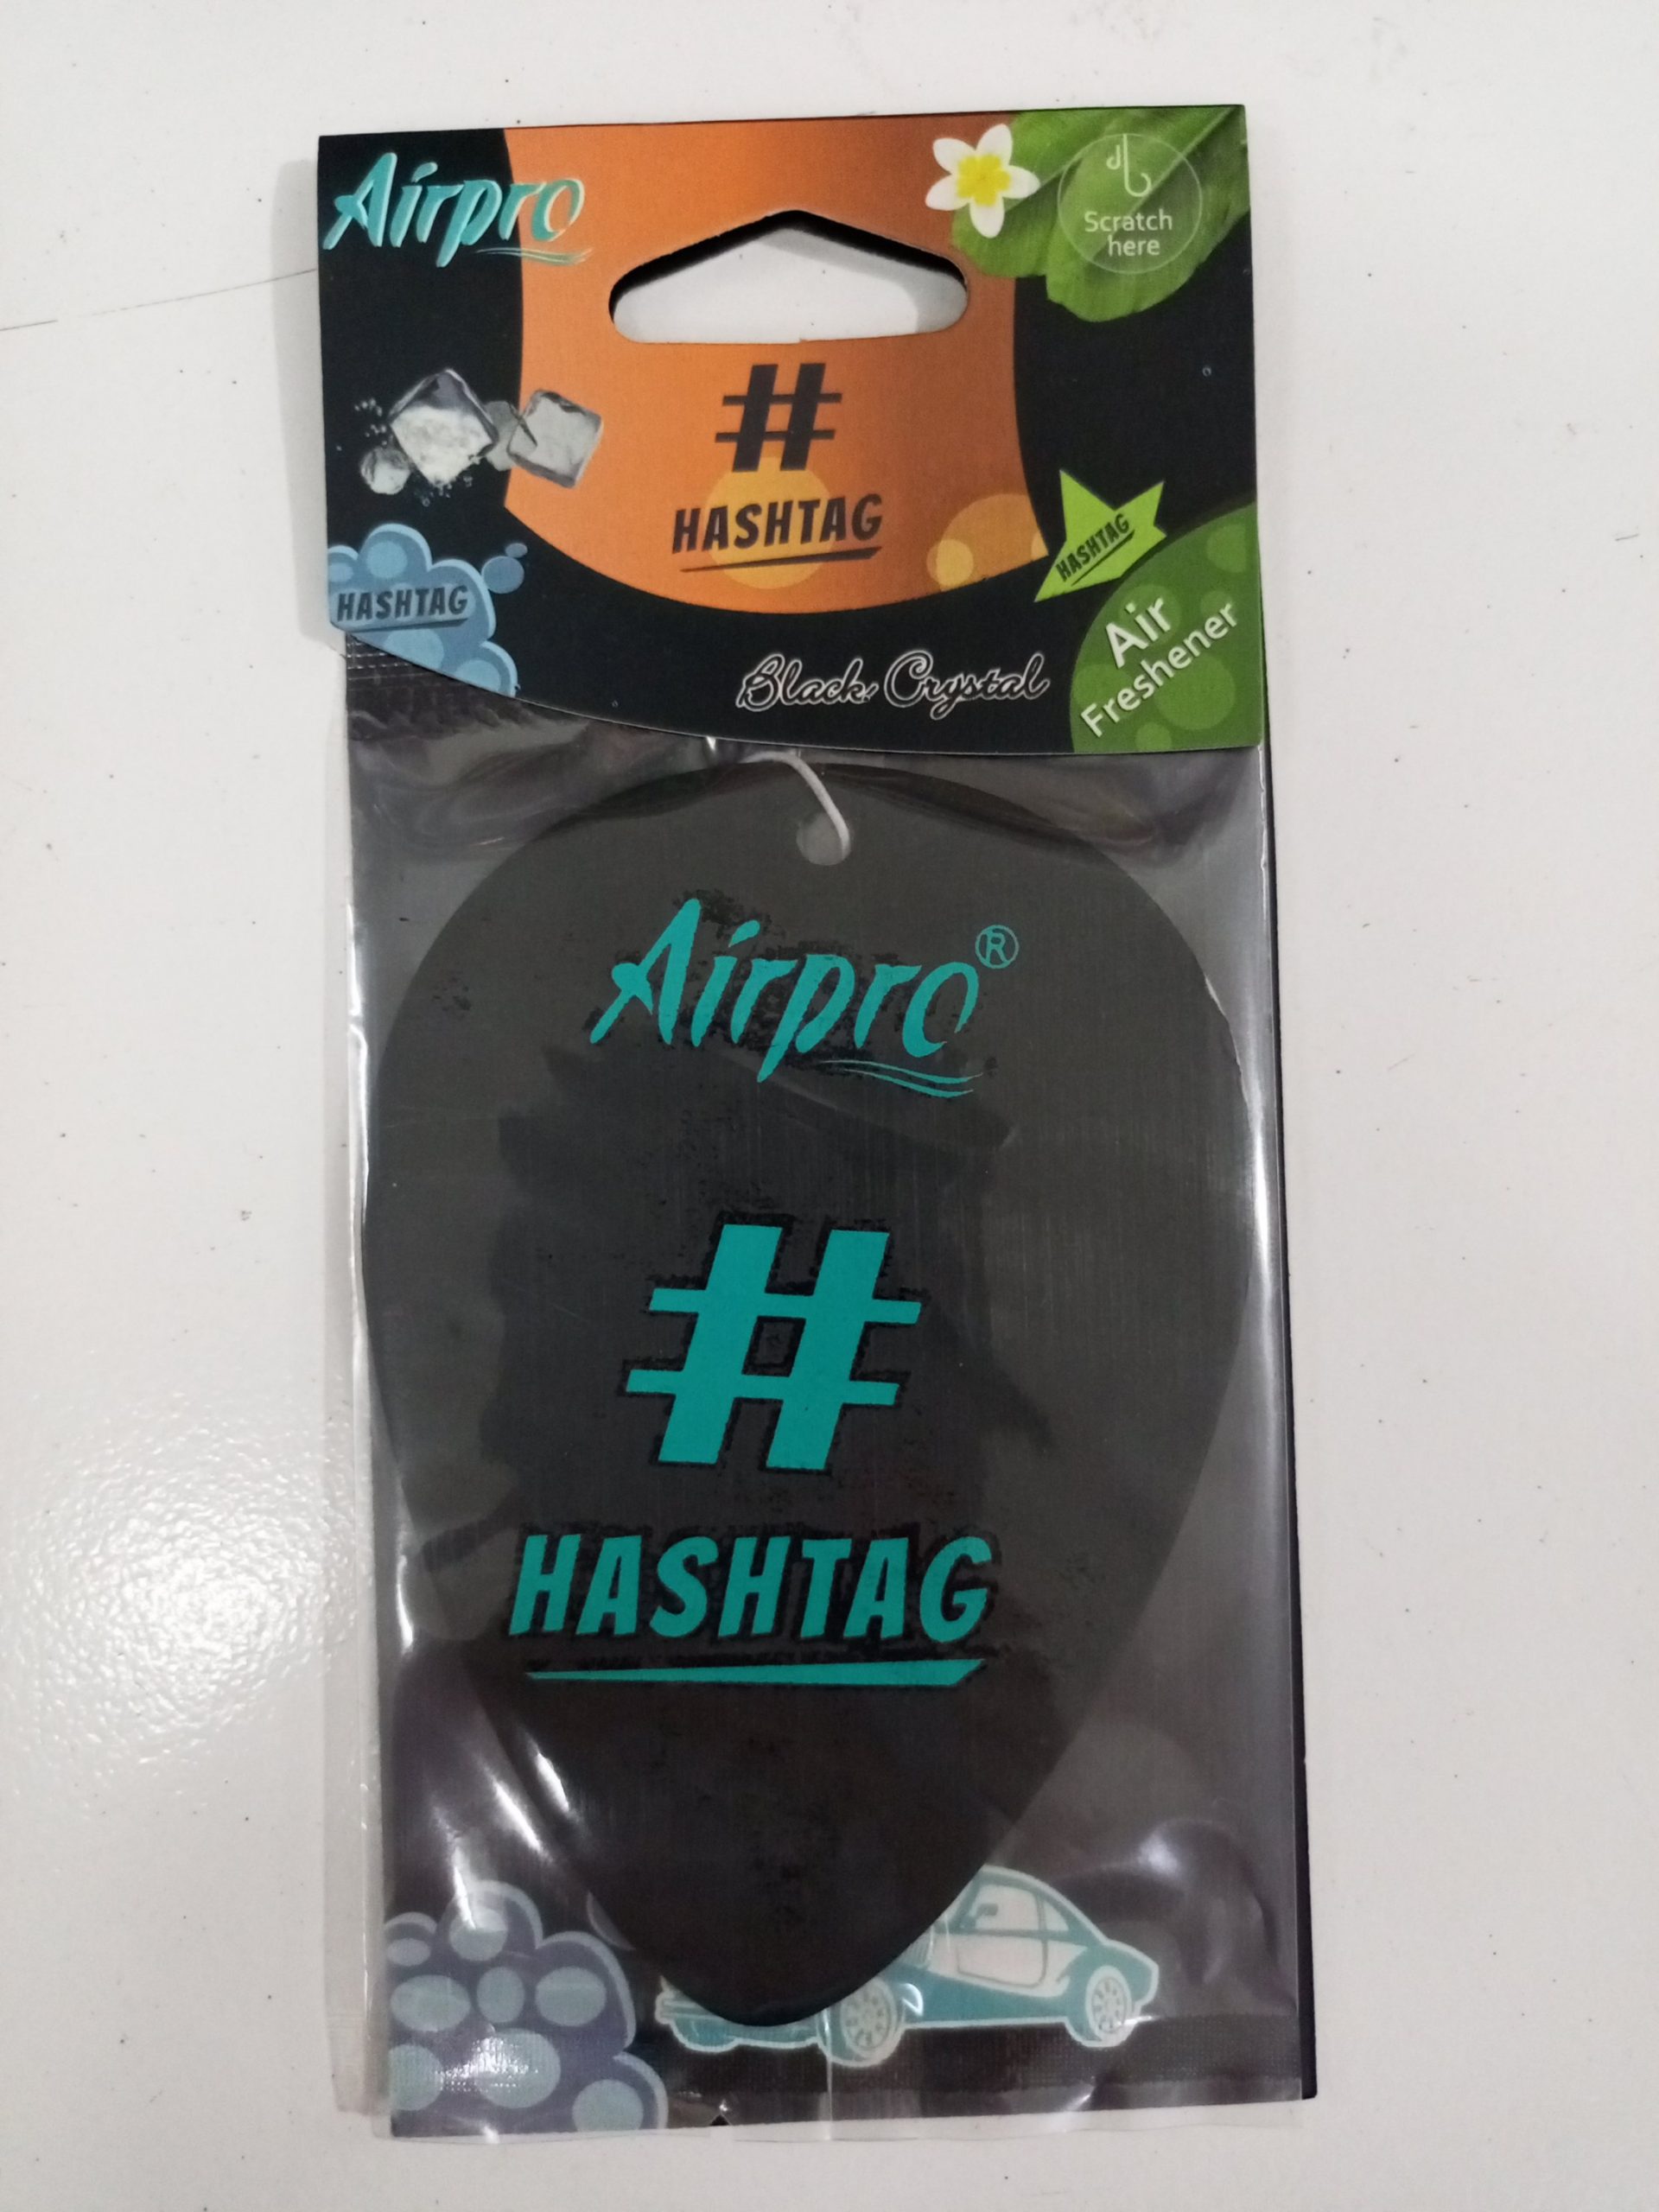 Airpro
Scratch
here
#
HASHTAG
HASHTAG
HASHTAG
Black Crystal
Air
Freshener
Airpro®
#
HASHTAG